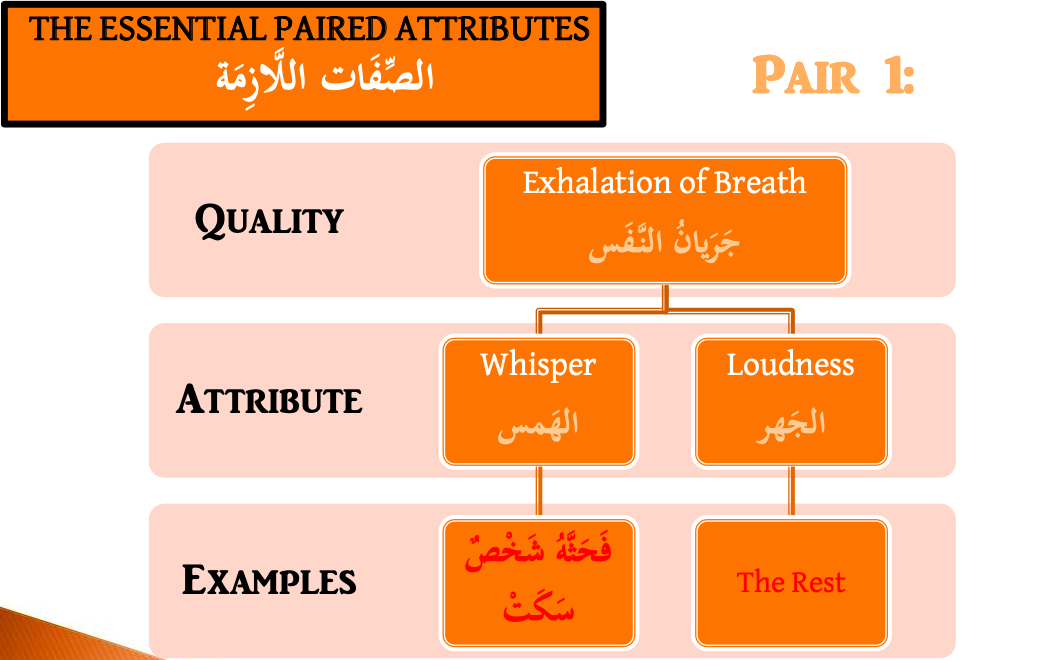 THE ESSENTIAL PAIRED ATTRIBUTES
الصِّفَات اللَّازِمَة
PAIR 1:
QUALITY
Exhalation of Breath
جَرَيانُ النَّفَس
ATTRIBUTE
Whisper
الهَمس
Loudness
الجَهر
EXAMPLES
فَحَثَّهُ شَخْصٌ
سَكَتْ
The Rest